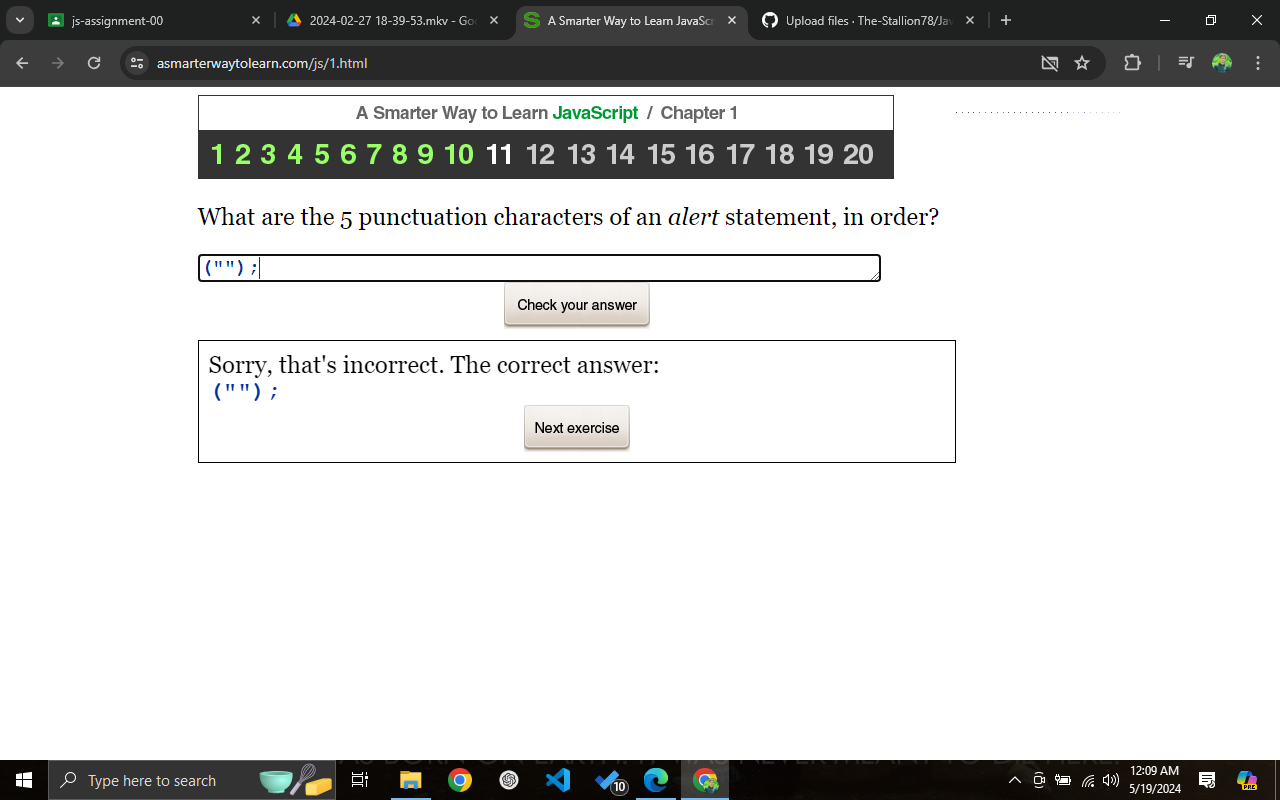 js-assignment-00
2024-02-27 18-39-53.mkv - Goo
A Smarter Way to Learn JavaScr
Upload files · The-Stallion78/Jav
asmarterwaytolearn.com/js/1.html
A Smarter Way to Learn JavaScript / Chapter 1
1 2 3 4 5 6 7 8 9 10 11 12 13 14 15 16 17 18 19 20
What are the 5 punctuation characters of an alert statement, in order?
("");
Check your answer
Sorry, that's incorrect. The correct answer:
("");
Next exercise
Type here to search
10
PRE
12:09 AM
5/19/2024